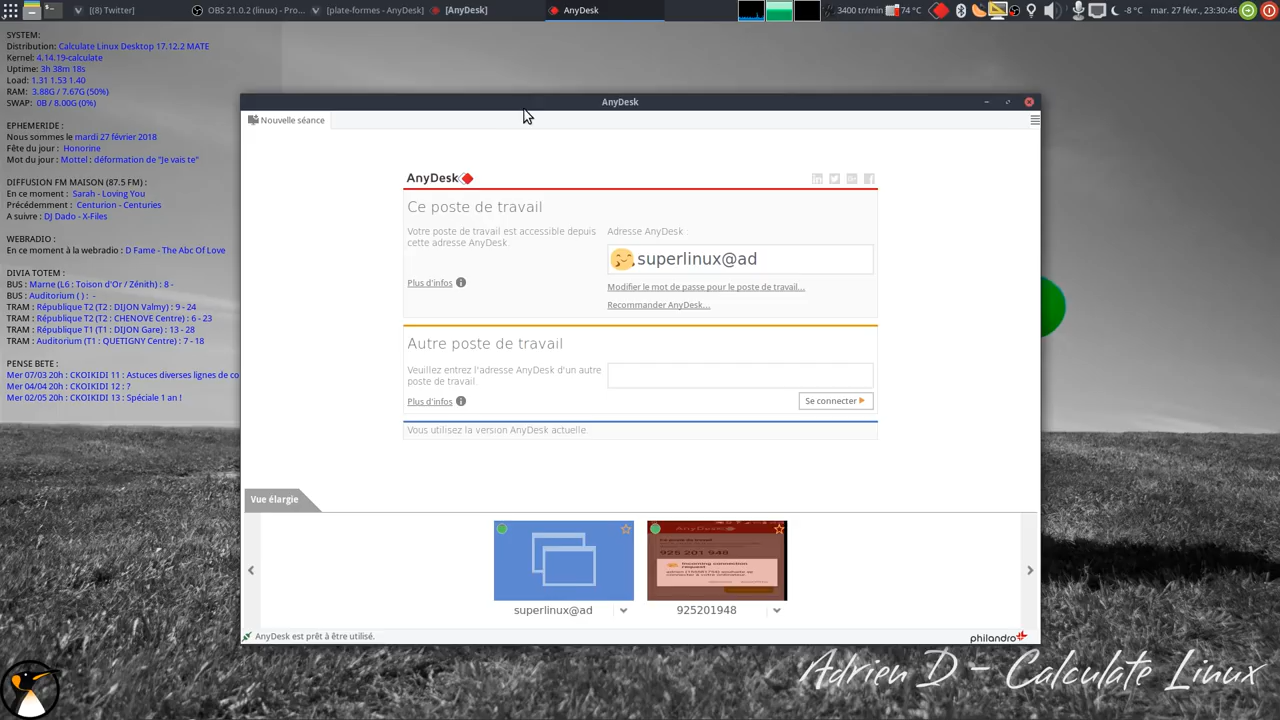 [(8) Twitter]
OBS 21.0.2 (linux) - Pro...
[plate-formes - AnyDesk]
[AnyDesk]
AnyDesk
3400 tr/min
74 °C
-8 °C
mar. 27 févr., 23:30:46
SYSTEM:
Distribution: Calculate Linux Desktop 17.12.2 MATE
Kernel: 4.14.19-calculate
Uptime: 3h 38m 18s
Load: 1.31 1.53 1.40
RAM: 3.88G / 7.67G (50%)
SWAP: 0B / 8.00G (0%)
EPHEMERIDE :
Nous sommes le mardi 27 février 2018
Fête du jour : Honorine
Mot du jour : Mottel : déformation de "Je vais te"
DIFFUSION FM MAISON (87.5 FM) :
En ce moment : Sarah - Loving You
Précédemment : Centurion - Centuries
A suivre : DJ Dado - X-Files
WEBRADIO :
En ce moment à la webradio : D Fame - The Abc Of Love
DIVIA TOTEM :
BUS : Marne (L6 : Toison d'Or / Zénith) : 8 -
BUS : Auditorium ( ) : -
TRAM : République T2 (T2 : DIJON Valmy) : 9 - 24
TRAM : République T2 (T2 : CHENOVE Centre) : 6 - 23
TRAM : République T1 (T1 : DIJON Gare) : 13 - 28
TRAM : Auditorium (T1 : QUETIGNY Centre) : 7 - 18
PENSE BETE :
Mer 07/03 20h : CKOIKIDI 11 : Astuces diverses lignes de co
Mer 04/04 20h : CKOIKIDI 12 : ?
Mer 02/05 20h : CKOIKIDI 13 : Spéciale 1 an !
AnyDesk
Nouvelle séance
AnyDesk
Ce poste de travail
Votre poste de travail est accessible depuis
cette adresse AnyDesk.
Plus d'infos
Adresse AnyDesk :
superlinux@ad
Modifier le mot de passe pour le poste de travail...
Recommander AnyDesk...
Autre poste de travail
Veuillez entrez l'adresse AnyDesk d'un autre
poste de travail.
Plus d'infos
Se connecter
Vous utilisez la version AnyDesk actuelle.
Vue élargie
925 201 948
Incoming connection
request
superlinux@ad
925201948
AnyDesk est prêt à être utilisé.
philandro
Adrien D - Calculate Linux